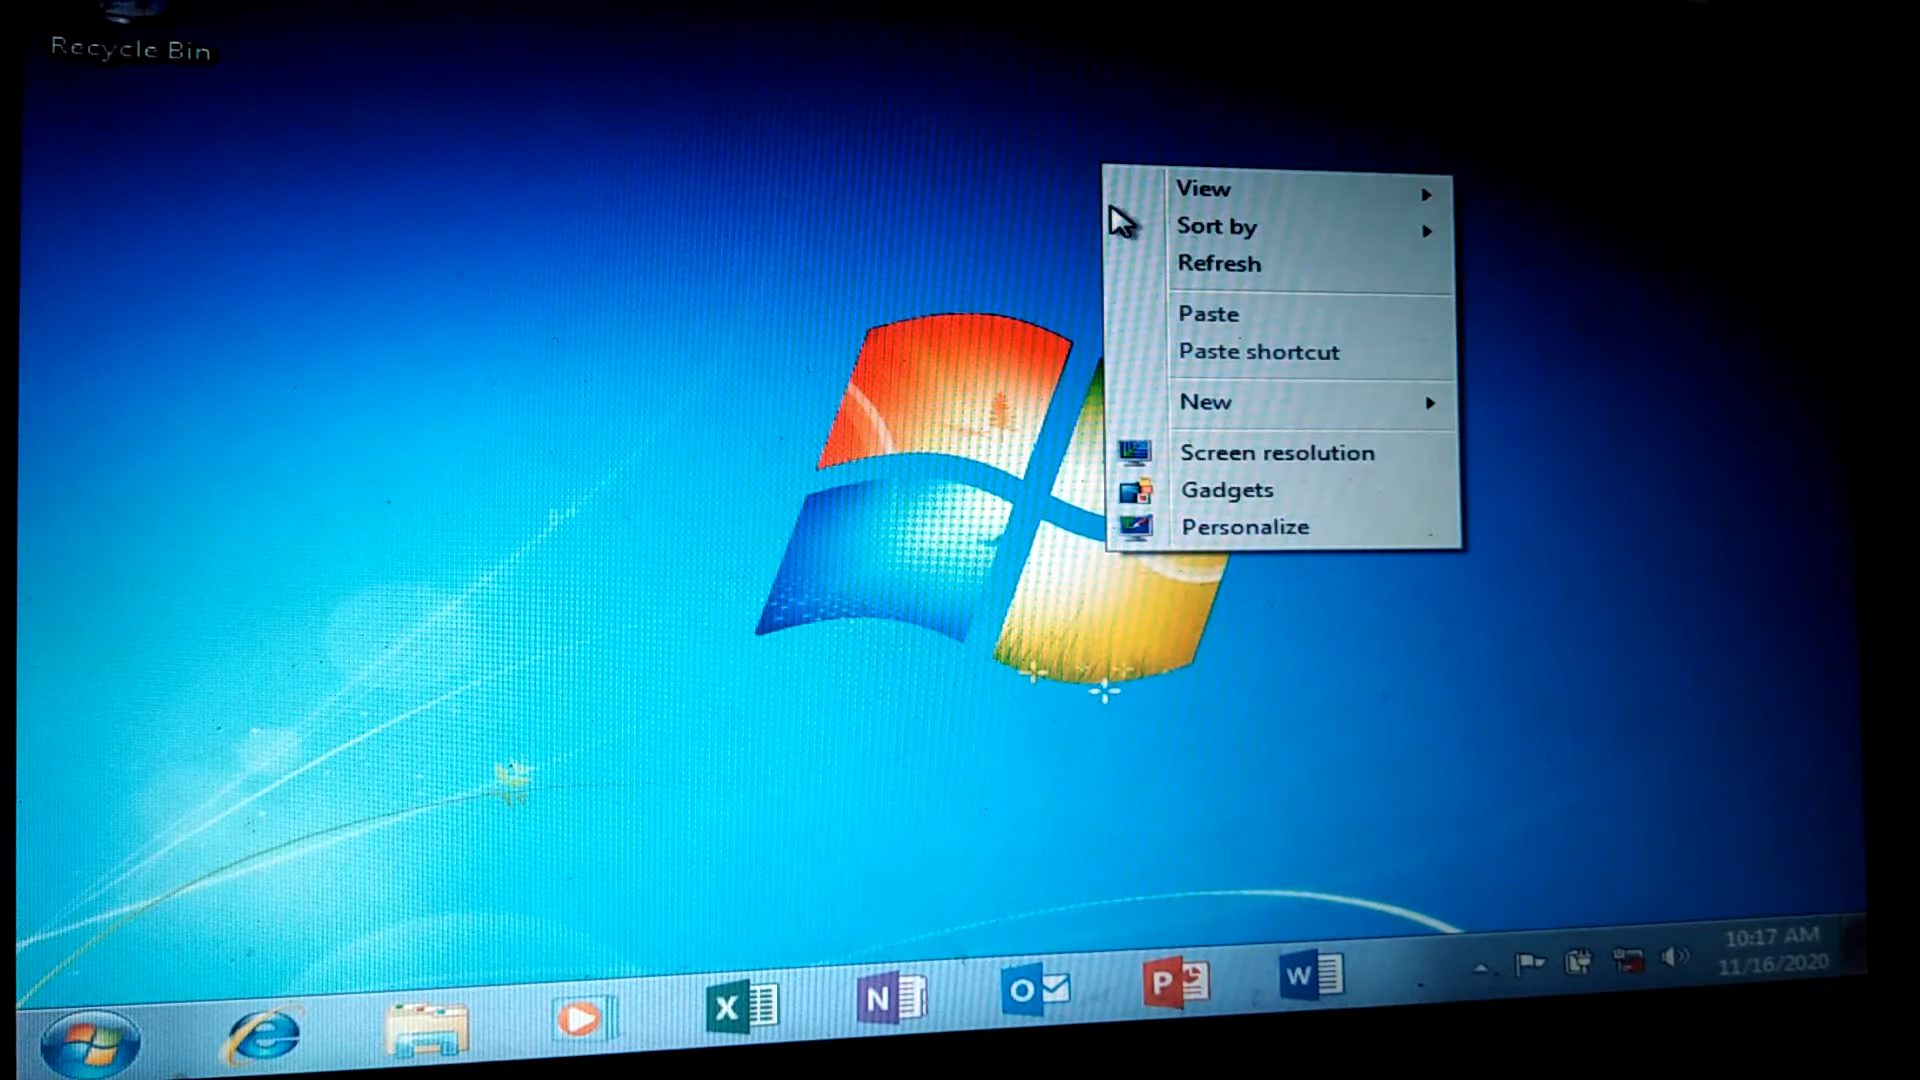 Recycle Bin
View
Sort by
Refresh
Paste
Paste shortcut
New
Screen resolution
Gadgets
Personalize
X
N
O
P
W
10:17 AM
11/16/2020